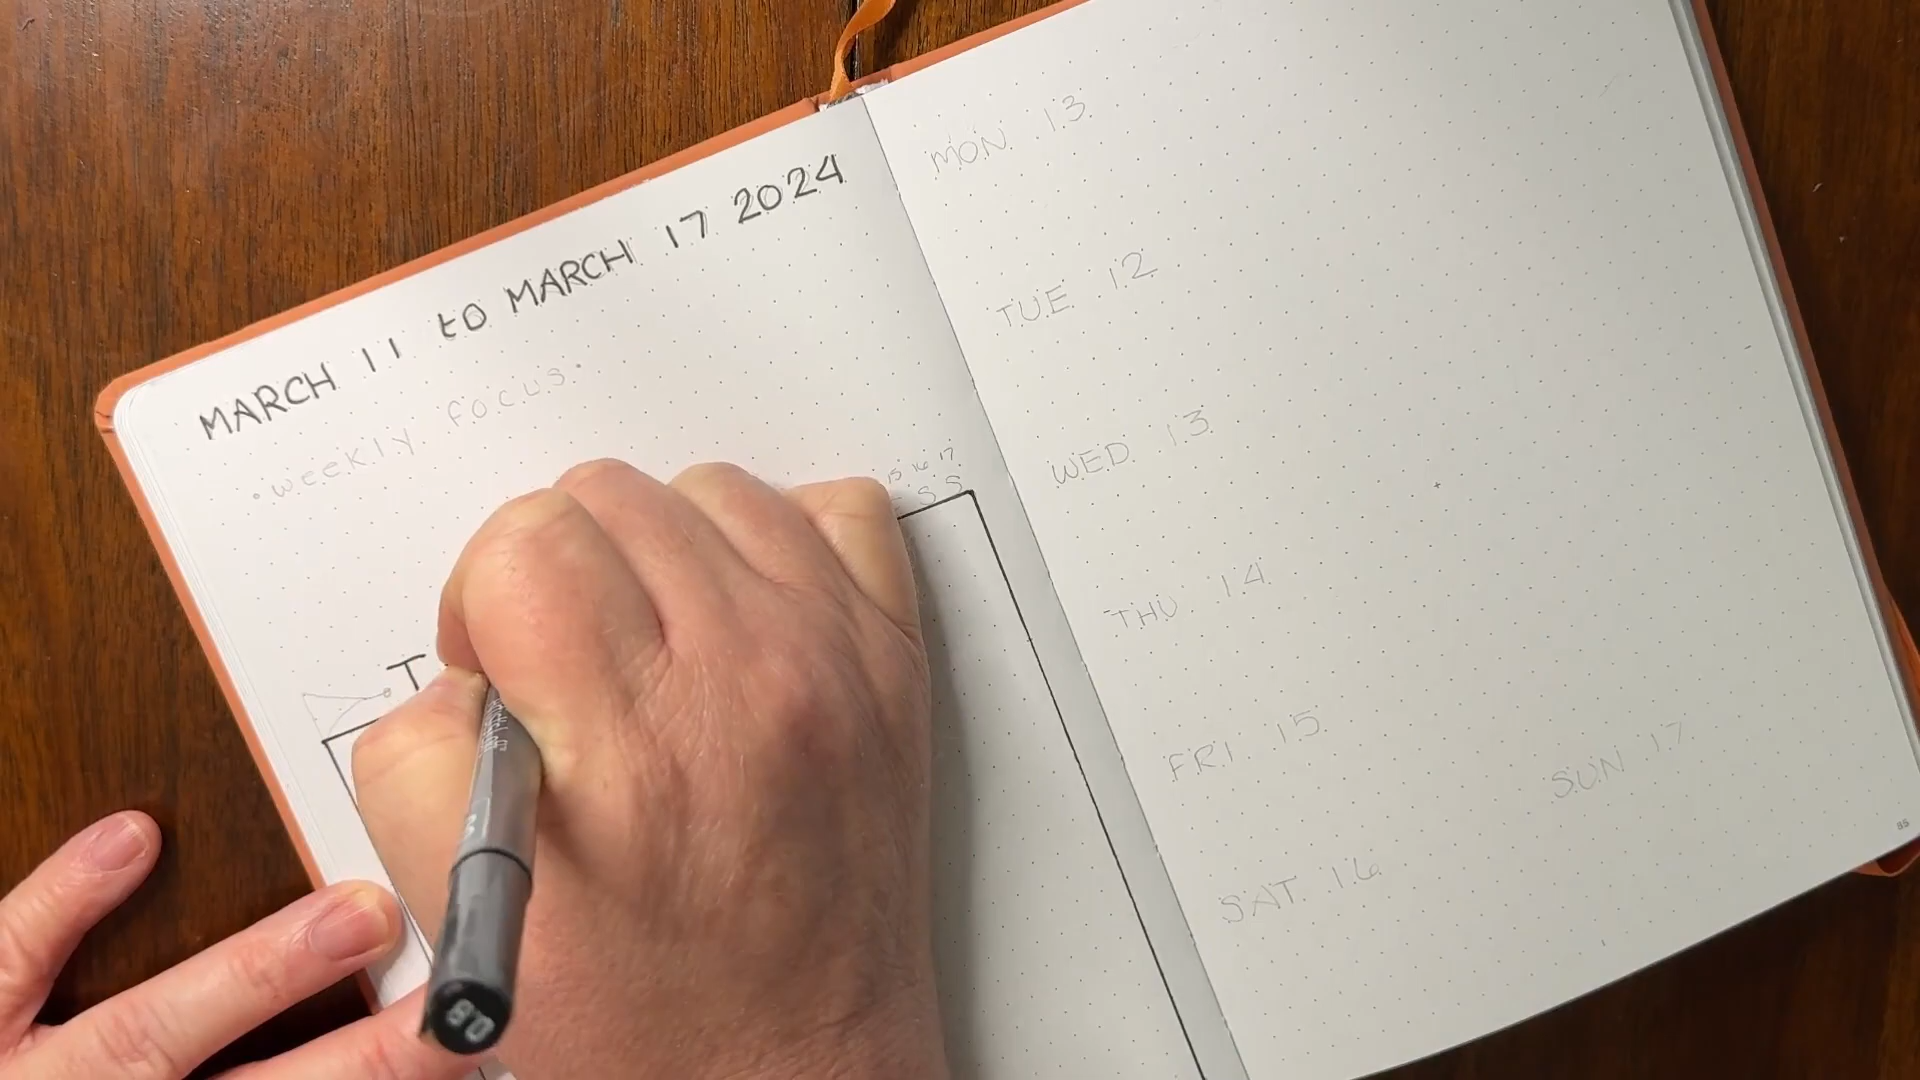 MARCH 11 to MARCH 17 2024
• weekly focus •
15 16 17
S S
T
0.8
MON 13
TUE 12
WED 13
THU 14
FRI 15
SUN 17
SAT 16
85